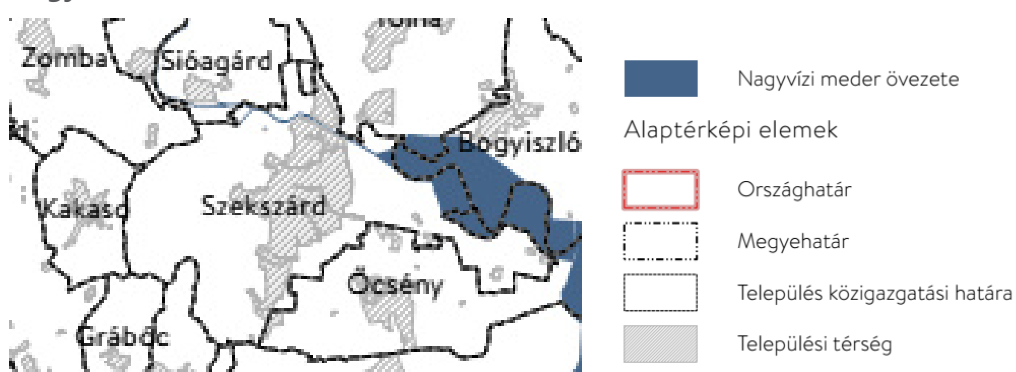 Tolna
Zomba
Sióagárd
Bogyiszló
Kakasd
Szekszárd
Őcsény
Grábóc
Nagyvízi meder övezete
Alaptérképi elemek
Országhatár
Megyehatár
Település közigazgatási határa
Települési térség